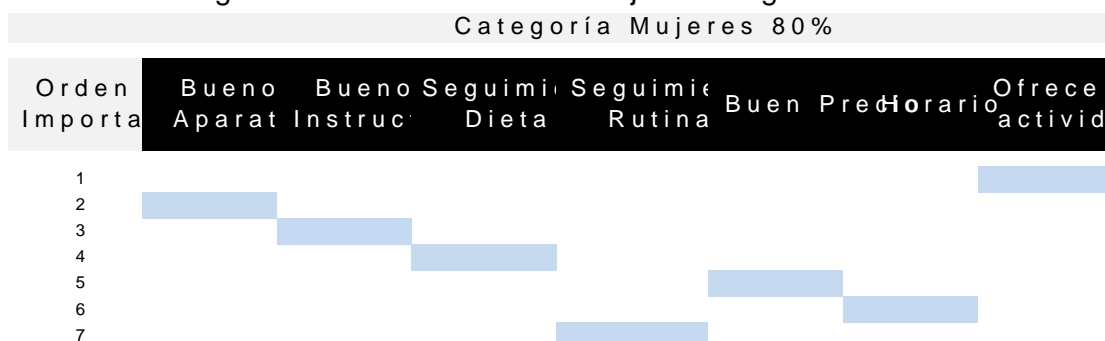 Categoría Mujeres 80%
Orden Importa
Bueno Aparat
Bueno Instruc
Seguimi Dieta
Seguimie Rutina
Buen Prec
Horario
Ofrece activid
1
2
3
4
5
6
7